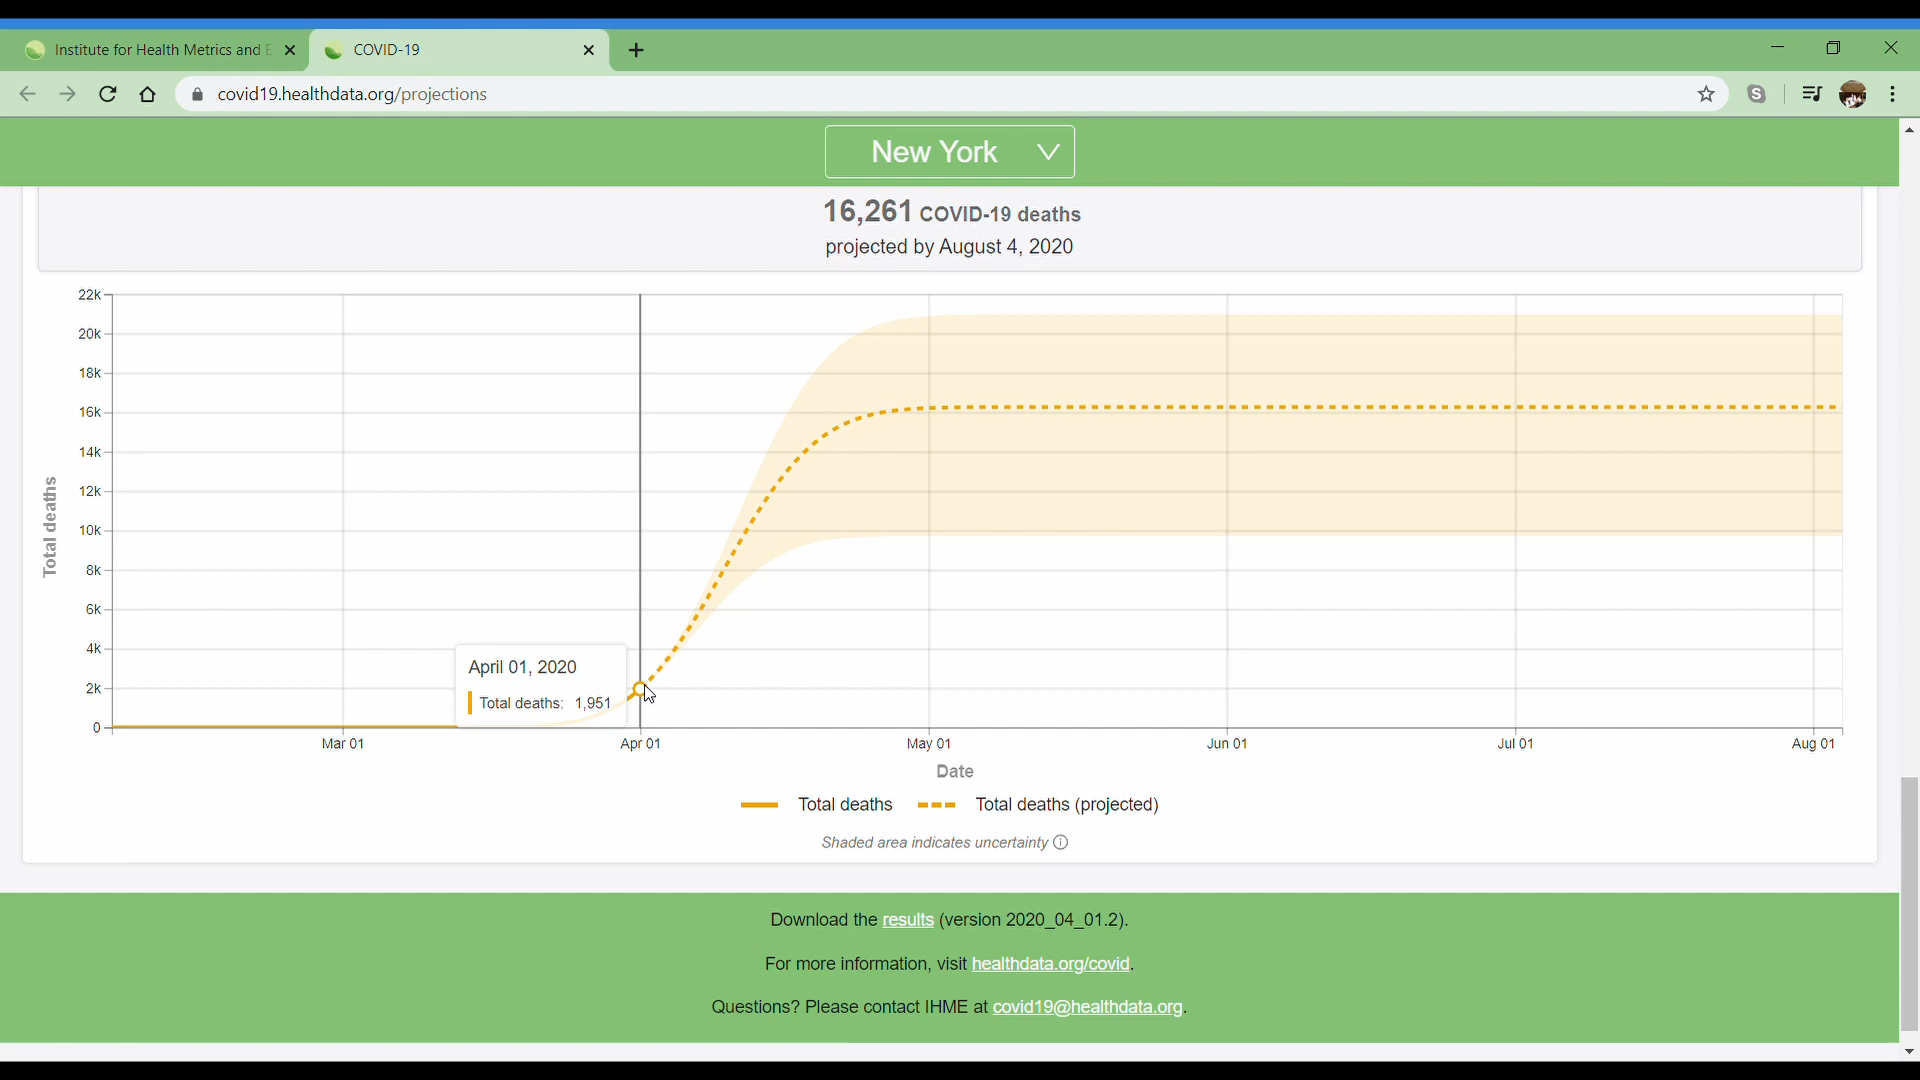 Institute for Health Metrics and E
COVID-19
covid19.healthdata.org/projections
New York
16,261 COVID-19 deaths
projected by August 4, 2020
22k
20k
18k
16k
14k
12k
10k
8k
6k
4k
2k
0
Total deaths
April 01, 2020
Total deaths: 1,951
Mar 01 Apr 01 May 01 Jun 01 Jul 01 Aug 01
Date
Total deaths Total deaths (projected)
Shaded area indicates uncertainty
Download the results (version 2020_04_01.2).
For more information, visit healthdata.org/covid.
Questions? Please contact IHME at covid19@healthdata.org.